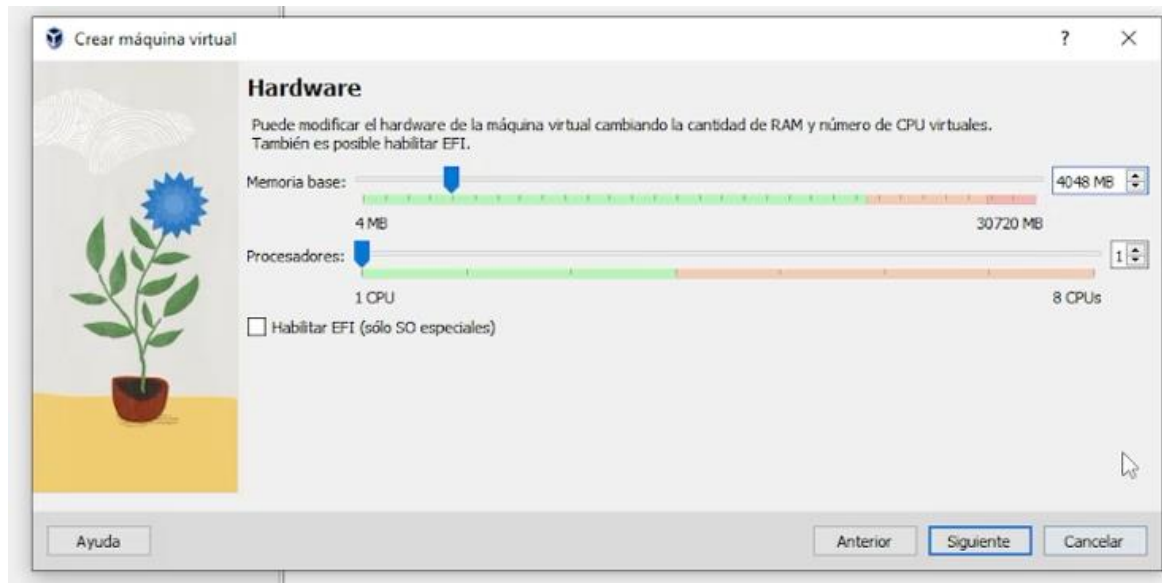 Crear máquina virtual
?
Hardware
Puede modificar el hardware de la máquina virtual cambiando la cantidad de RAM y número de CPU virtuales.
También es posible habilitar EFI.
Memoria base:
4048 MB
4 MB
30720 MB
Procesadores:
1
1 CPU
8 CPUs
Habilitar EFI (sólo SO especiales)
Ayuda
Anterior
Siguiente
Cancelar